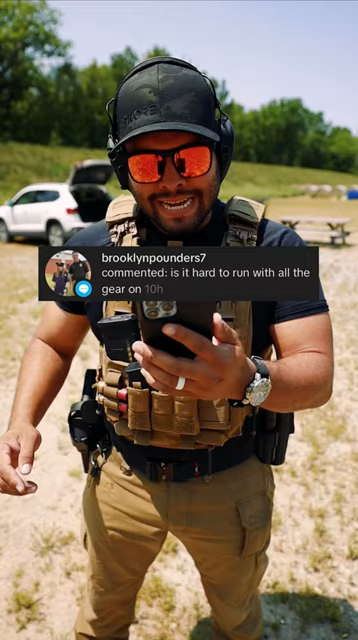 brooklynpounders7
commented: is it hard to run with all the
gear on 10h